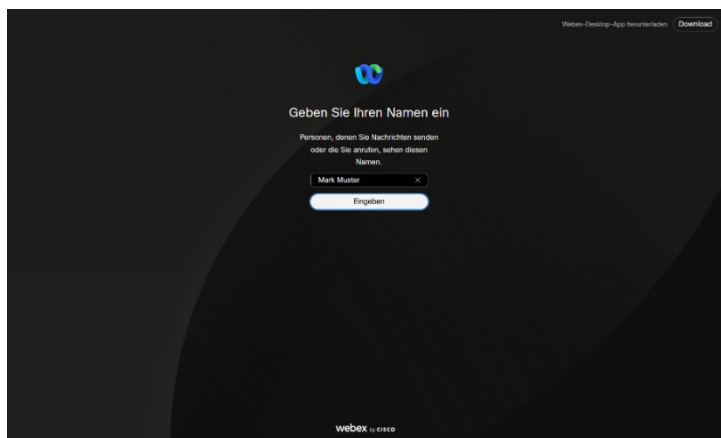 Webex-Desktop-App herunterladen Download
Geben Sie Ihren Namen ein
Personen, denen Sie Nachrichten senden
oder die Sie anrufen, sehen diesen
Namen.
Mark Muster
Eingeben
webex by CISCO